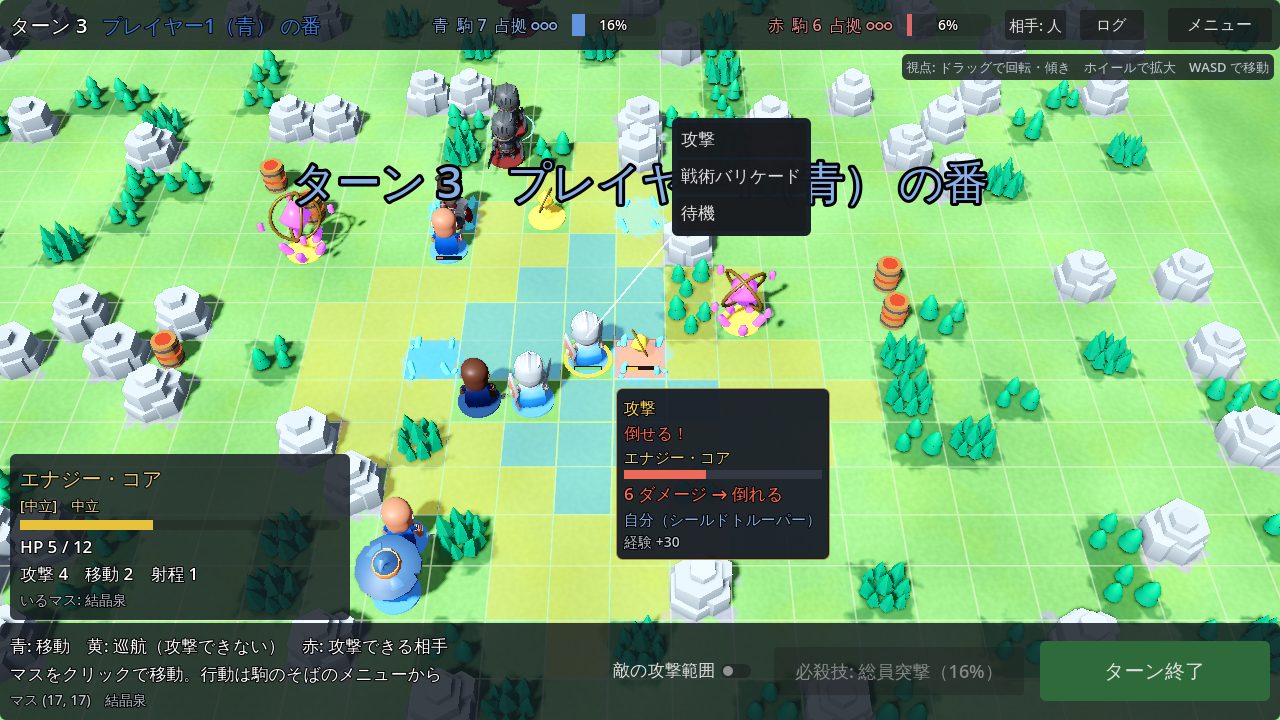 ターン 3 プレイヤー1（青） の番
青 駒 7 占拠 16%
赤 駒 6 占拠 6%
相手: 人
ログ
メニュー
視点: ドラッグで回転・傾き ホイールで拡大 WASD で移動
攻撃
戦術バリケード
待機
ターン 3 プレイヤ 青） の番
攻撃
倒せる！
エナジー・コア
6 ダメージ → 倒れる
自分（シールドトルーパー）
経験 +30
エナジー・コア
[中立] 中立
HP 5 / 12
攻撃 4 移動 2 射程 1
いるマス: 結晶泉
青: 移動 黄: 巡航（攻撃できない） 赤: 攻撃できる相手
マスをクリックで移動。行動は駒のそばのメニューから
マス (17, 17) 結晶泉
敵の攻撃範囲
必殺技: 総員突撃（16%）
ターン終了